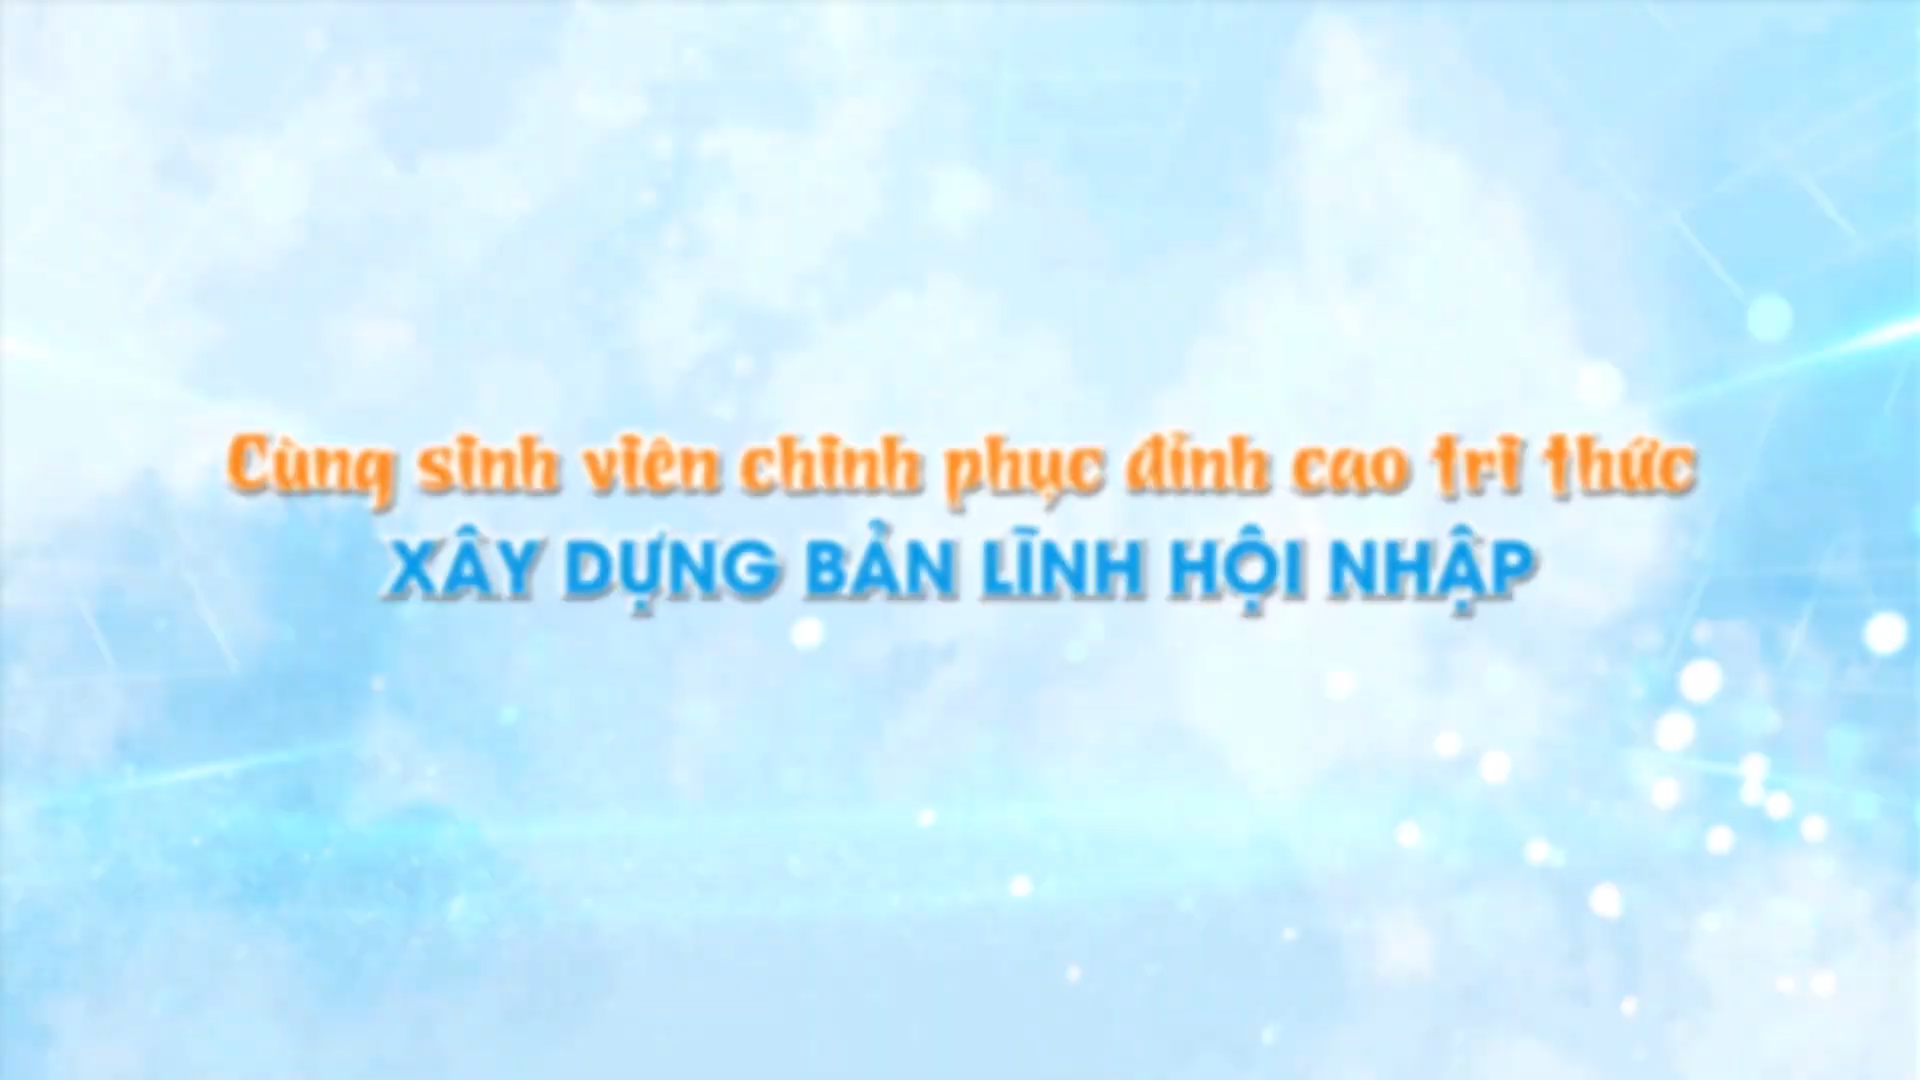 Cùng sinh viên chinh phục đỉnh cao tri thức
XÂY DỰNG BẢN LĨNH HỘI NHẬP